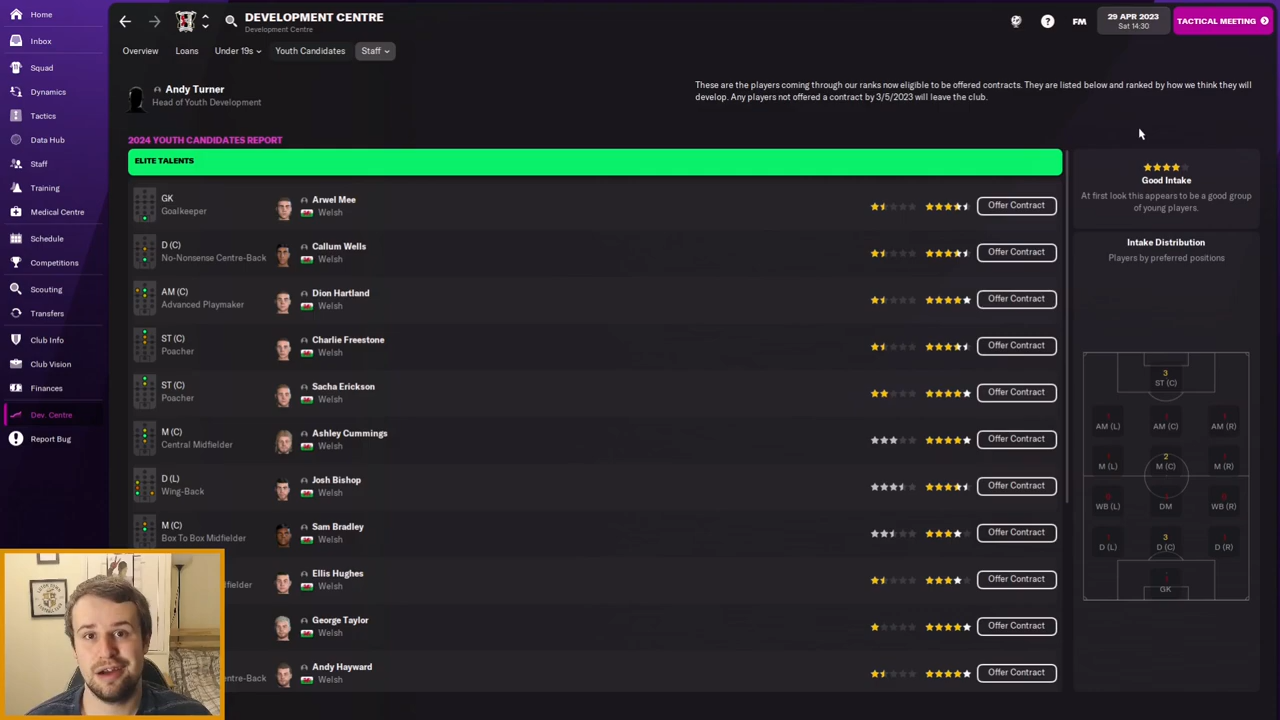 Home
Inbox
Squad
Dynamics
Tactics
Data Hub
Staff
Training
Medical Centre
Schedule
Competitions
Scouting
Transfers
Club Info
Club Vision
Finances
Dev. Centre
Report Bug
DEVELOPMENT CENTRE
Development Centre
FM
29 APR 2023
Sat 14:30
TACTICAL MEETING
Overview
Loans
Under 19s
Youth Candidates
Staff
Andy Turner
Head of Youth Development
These are the players coming through our ranks now eligible to be offered contracts. They are listed below and ranked by how we think they will
develop. Any players not offered a contract by 3/5/2023 will leave the club.
2024 YOUTH CANDIDATES REPORT
ELITE TALENTS
GK
Goalkeeper
Arwel Mee
Welsh
Offer Contract
D (C)
No-Nonsense Centre-Back
Callum Wells
Welsh
Offer Contract
AM (C)
Advanced Playmaker
Dion Hartland
Welsh
Offer Contract
ST (C)
Poacher
Charlie Freestone
Welsh
Offer Contract
ST (C)
Poacher
Sacha Erickson
Welsh
Offer Contract
M (C)
Central Midfielder
Ashley Cummings
Welsh
Offer Contract
D (L)
Wing-Back
Josh Bishop
Welsh
Offer Contract
M (C)
Box To Box Midfielder
Sam Bradley
Welsh
Offer Contract
dfielder
Ellis Hughes
Welsh
Offer Contract
George Taylor
Welsh
Offer Contract
entre-Back
Andy Hayward
Welsh
Offer Contract
Good Intake
At first look this appears to be a good group
of young players.
Intake Distribution
Players by preferred positions
3
ST (C)
AM (L)
AM (C)
AM (R)
2
M (L)
M (C)
M (R)
0
0
WB (L)
DM
WB (R)
3
D (L)
D (C)
D (R)
GK